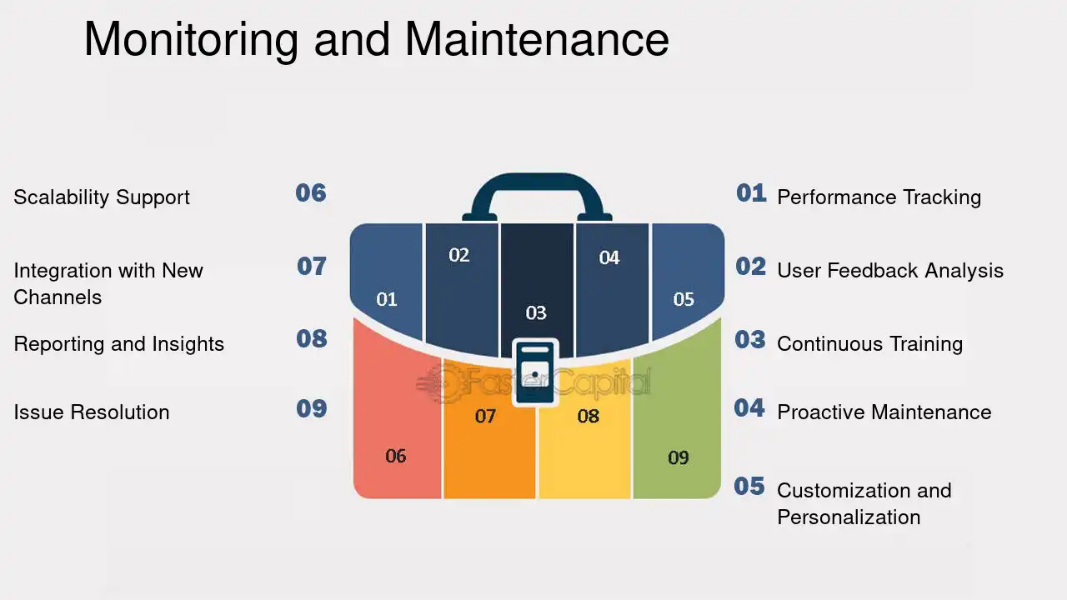 Monitoring and Maintenance
Scalability Support
06
Integration with New
Channels
07
Reporting and Insights
08
Issue Resolution
09
01
02
03
04
05
FasterCapital
06
07
08
09
01 Performance Tracking
02 User Feedback Analysis
03 Continuous Training
04 Proactive Maintenance
05 Customization and
Personalization